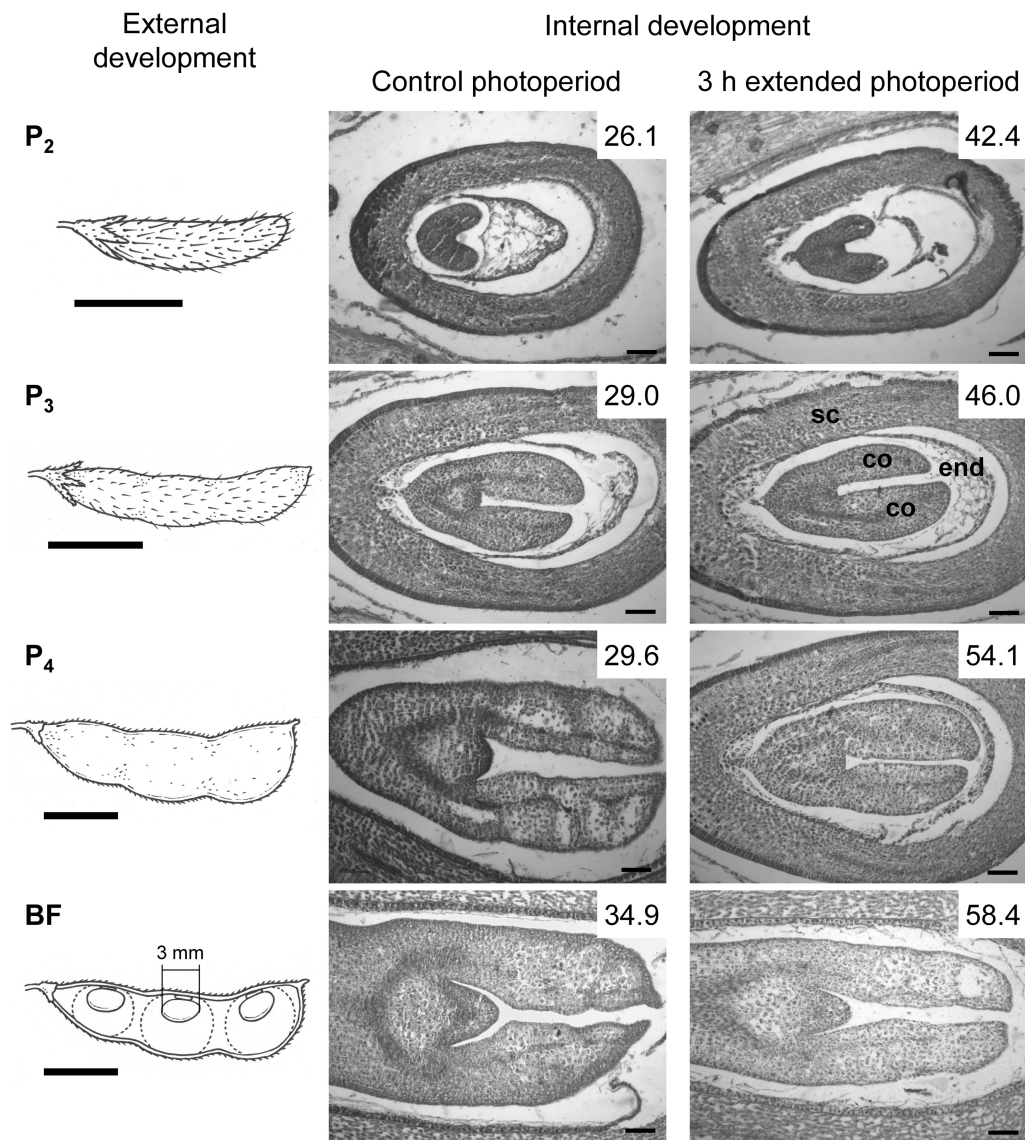 External
development
Internal development
Control photoperiod
3 h extended photoperiod
P2
26.1
42.4
P3
29.0
46.0
sc
co
end
co
P4
29.6
54.1
BF
3 mm
34.9
58.4